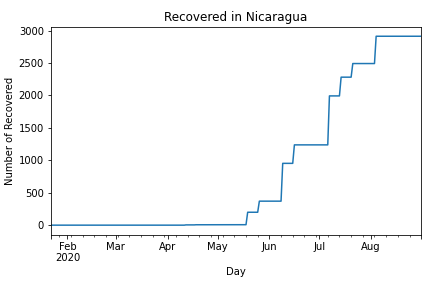 Recovered in Nicaragua
Number of Recovered
3000
2500
2000
1500
1000
500
0
Feb Mar Apr May Jun Jul Aug
2020
Day